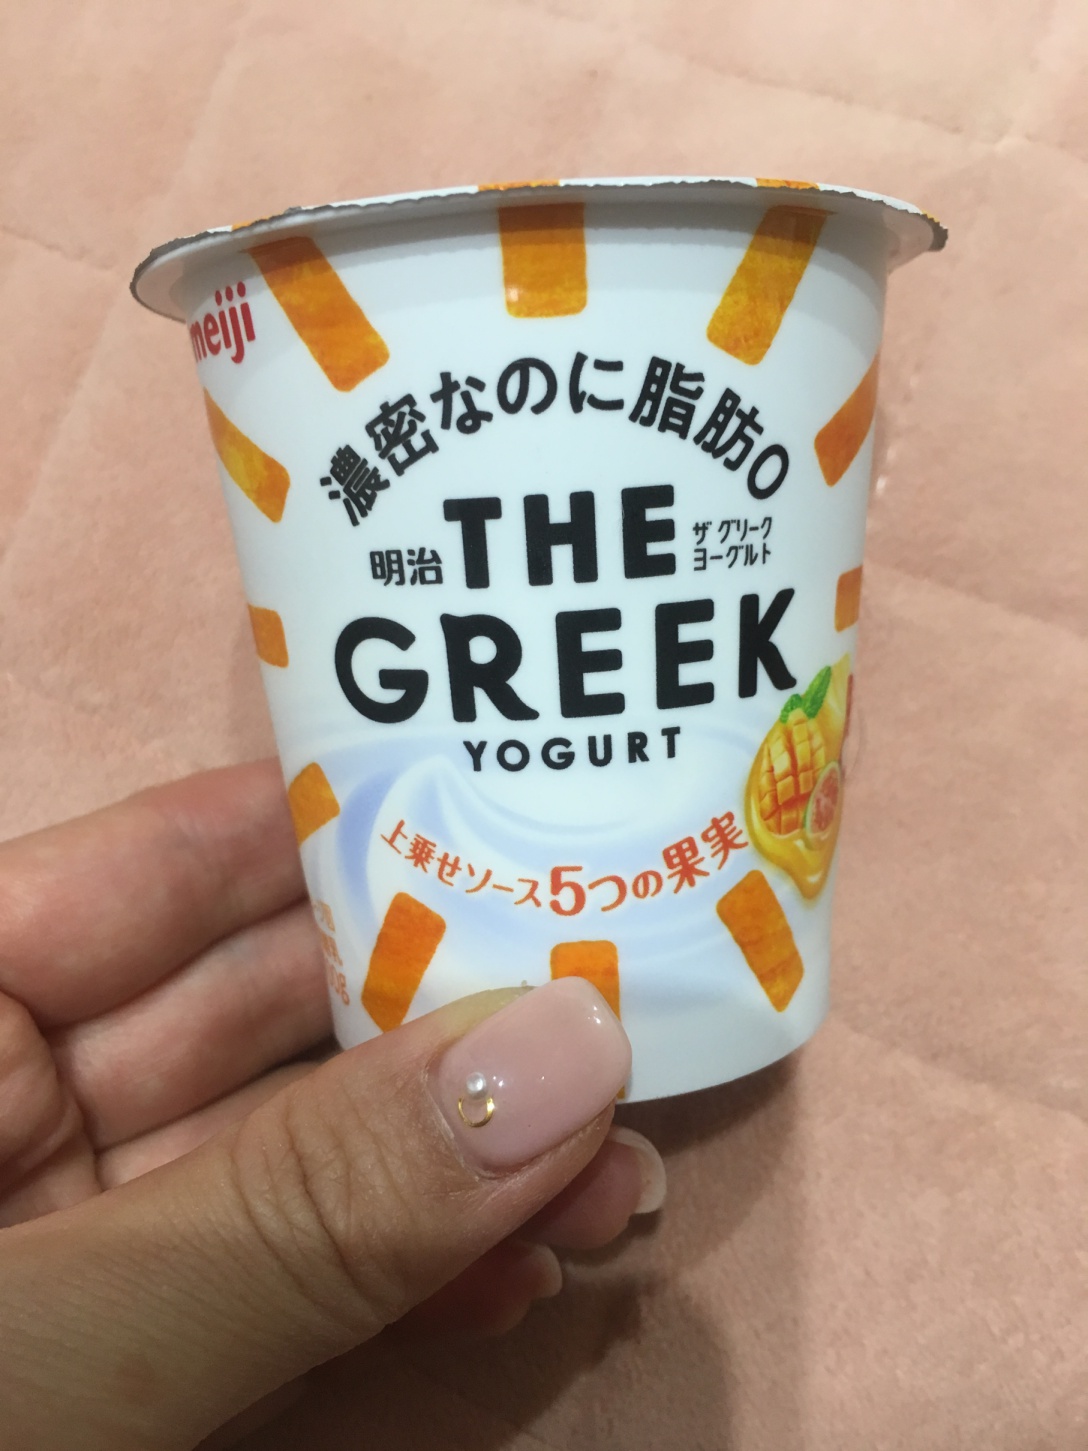 meiji
濃密なのに脂肪0
明治
THE
ザ グリーク
ヨーグルト
GREEK
YOGURT
上乗せソース5つの果実